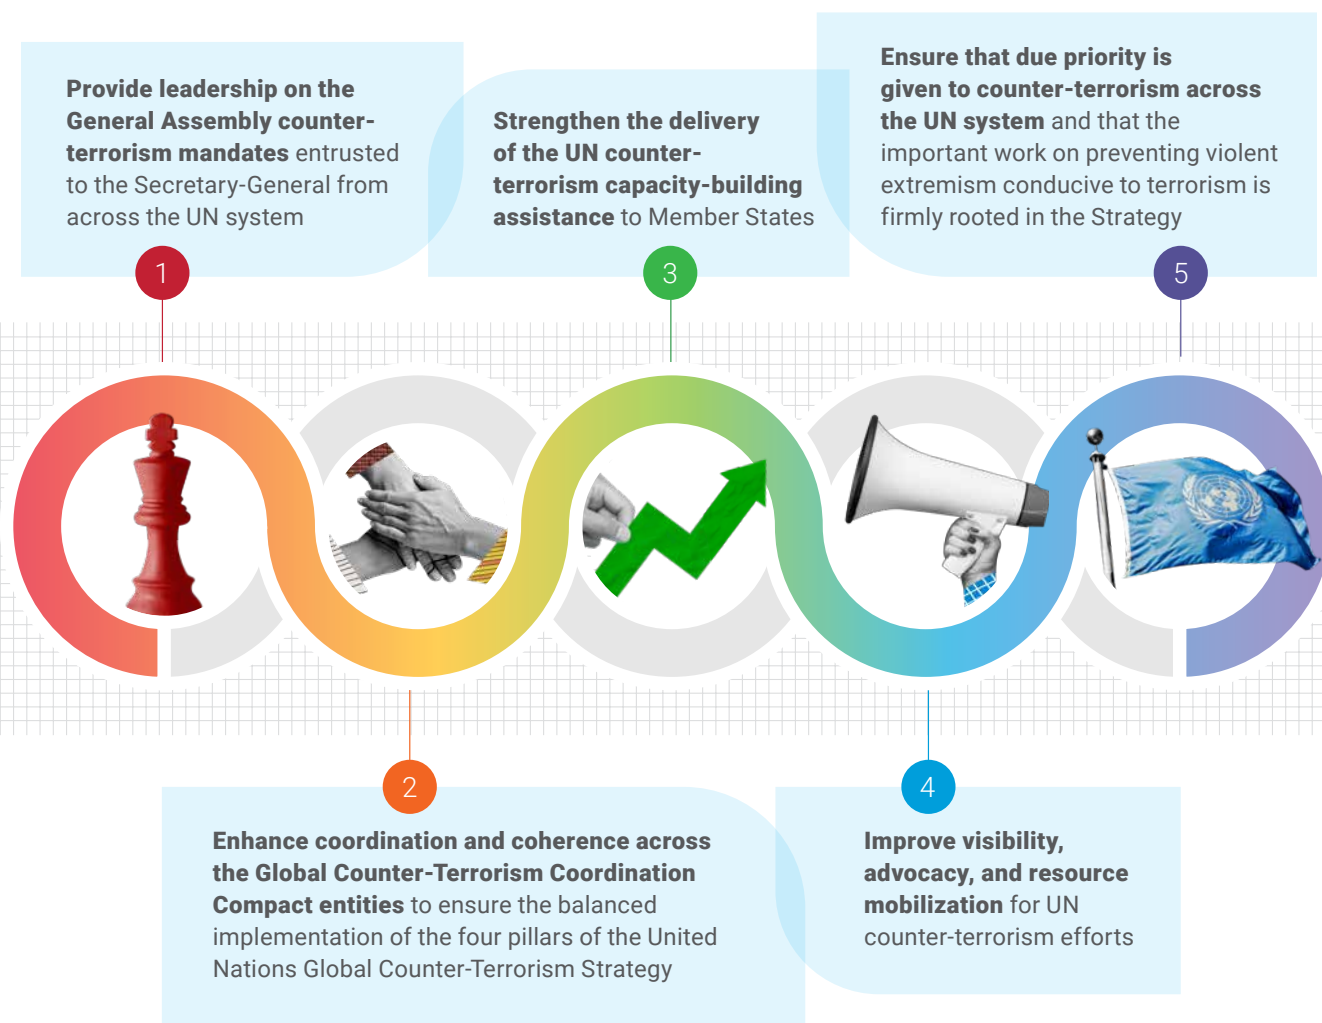 Provide leadership on the
General Assembly counter-
terrorism mandates entrusted
to the Secretary-General from
across the UN system
1
Enhance coordination and coherence across
the Global Counter-Terrorism Coordination
Compact entities to ensure the balanced
implementation of the four pillars of the United
Nations Global Counter-Terrorism Strategy
2
Strengthen the delivery
of the UN counter-
terrorism capacity-building
assistance to Member States
3
Improve visibility,
advocacy, and resource
mobilization for UN
counter-terrorism efforts
4
Ensure that due priority is
given to counter-terrorism across
the UN system and that the
important work on preventing violent
extremism conducive to terrorism is
firmly rooted in the Strategy
5